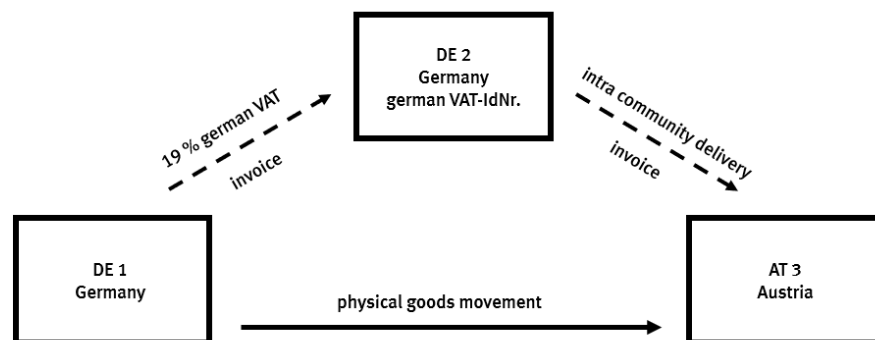 DE 2
Germany
german VAT-IdNr.
19 % german VAT
invoice
intra community delivery
invoice
DE 1
Germany
physical goods movement
AT 3
Austria